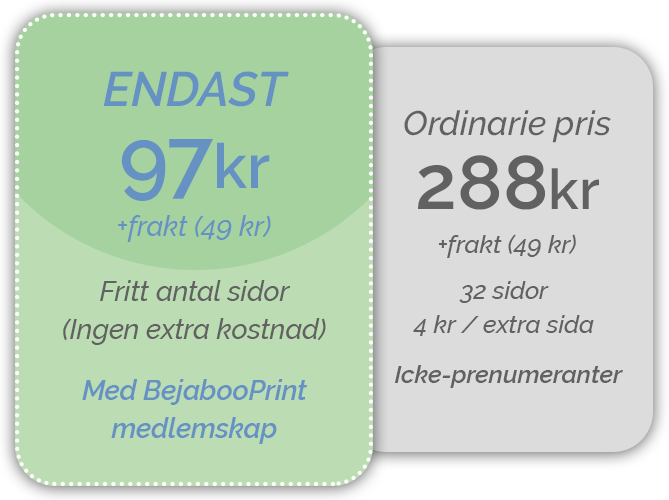 ENDAST
97kr
+frakt (49 kr)
Fritt antal sidor
(Ingen extra kostnad)
Med BejabooPrint
medlemskap
Ordinarie pris
288kr
+frakt (49 kr)
32 sidor
4 kr / extra sida
Icke-prenumeranter